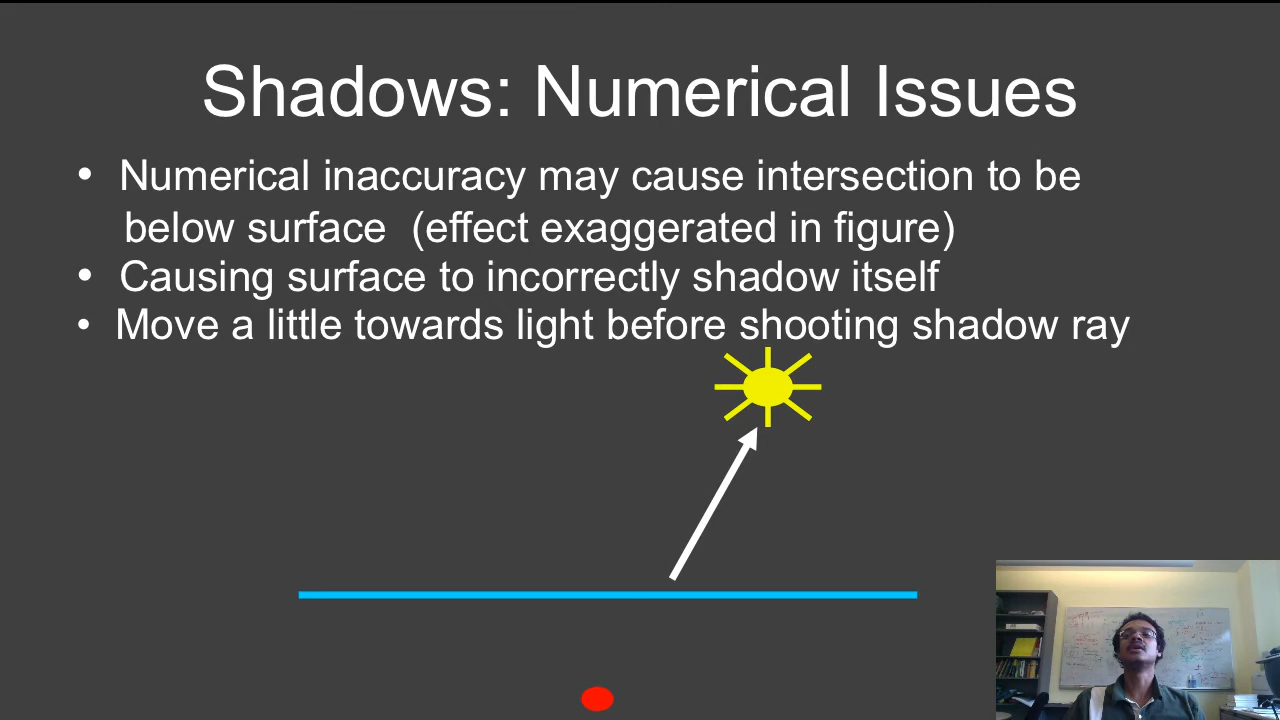 Shadows: Numerical Issues
• Numerical inaccuracy may cause intersection to be
below surface (effect exaggerated in figure)
• Causing surface to incorrectly shadow itself
• Move a little towards light before shooting shadow ray